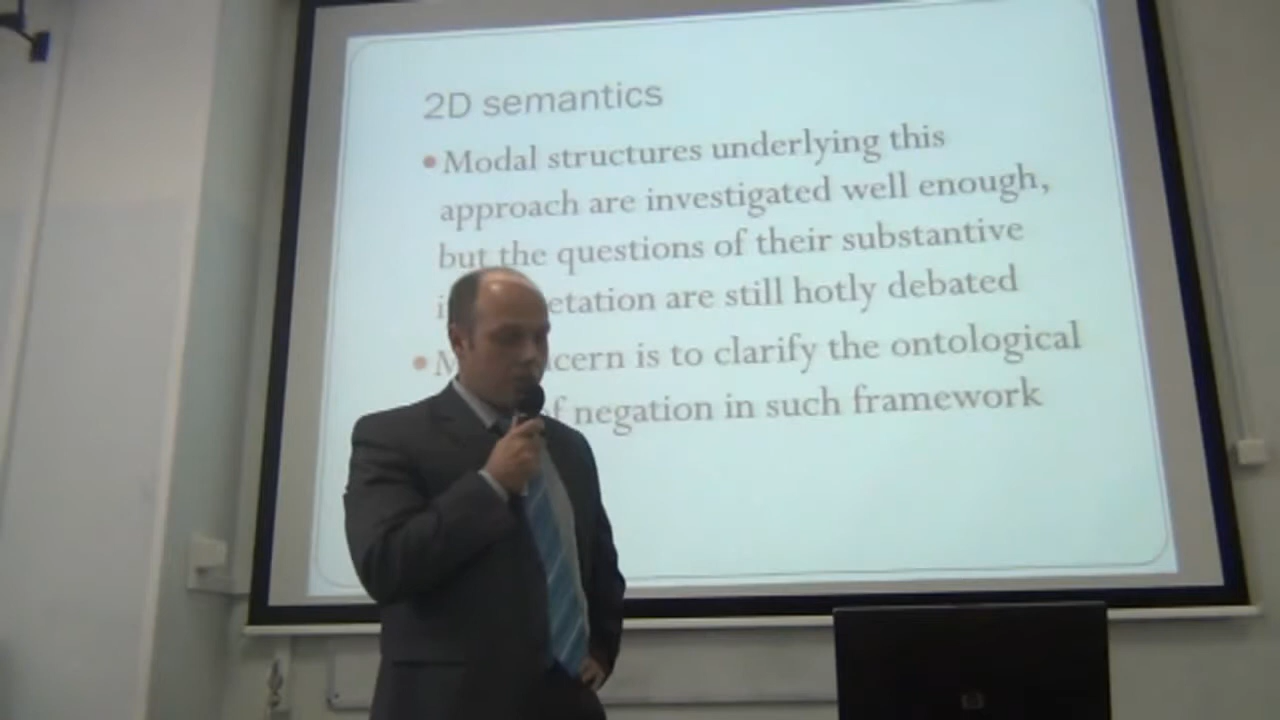 2D semantics
• Modal structures underlying this
approach are investigated well enough,
but the questions of their substantive
etation are still hotly debated
• M cern is to clarify the ontological
of negation in such framework